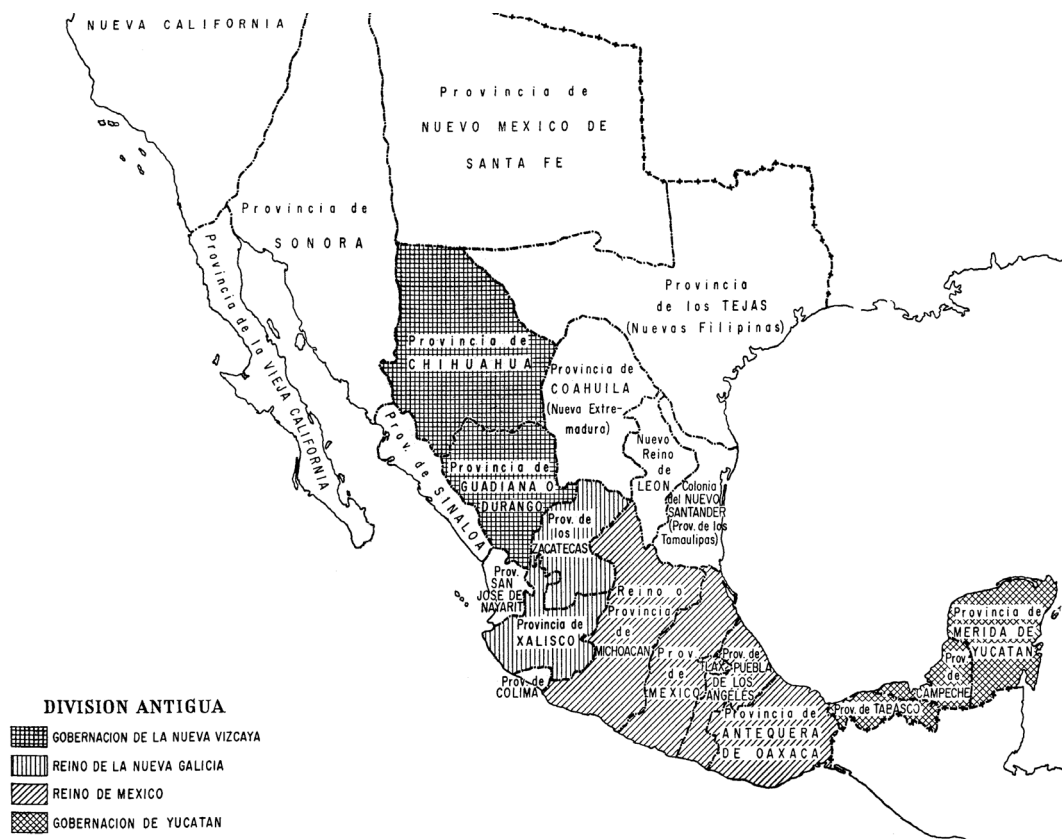 NUEVA CALIFORNIA
Provincia de
NUEVO MEXICO DE
SANTA FE
Provincia de
SONORA
Provincia de la VIEJA CALIFORNIA
Provincia
de los TEJAS
(Nuevas Filipinas)
Provincia de
CHIHUAHUA
Provincia de
COAHUILA
(Nueva Extre-
madura)
Prov. de SINALOA
Nuevo
Reino
de
LEON
Provincia de
GUADIANA O
DURANGO
Colonia
del NUEVO
SANTANDER
(Prov. de los
Tamaulipas)
Prov. de
los
ZACATECAS
Prov.
SAN
JOSE DE
NAYARIT
Reino o
Provincia
de
MICHOACAN
Provincia de
XALISCO
Prov. de
COLIMA
Prov.
de
MEXICO
TLAX
Prov. de
PUEBLA
DE LOS
ANGELES
Provincia de
ANTEQUERA
DE OAXACA
Provincia de
MERIDA DE
YUCATAN
Prov
de
CAMPECHE
Prov. de TABASCO
DIVISION ANTIGUA
GOBERNACION DE LA NUEVA VIZCAYA
REINO DE LA NUEVA GALICIA
REINO DE MEXICO
GOBERNACION DE YUCATAN